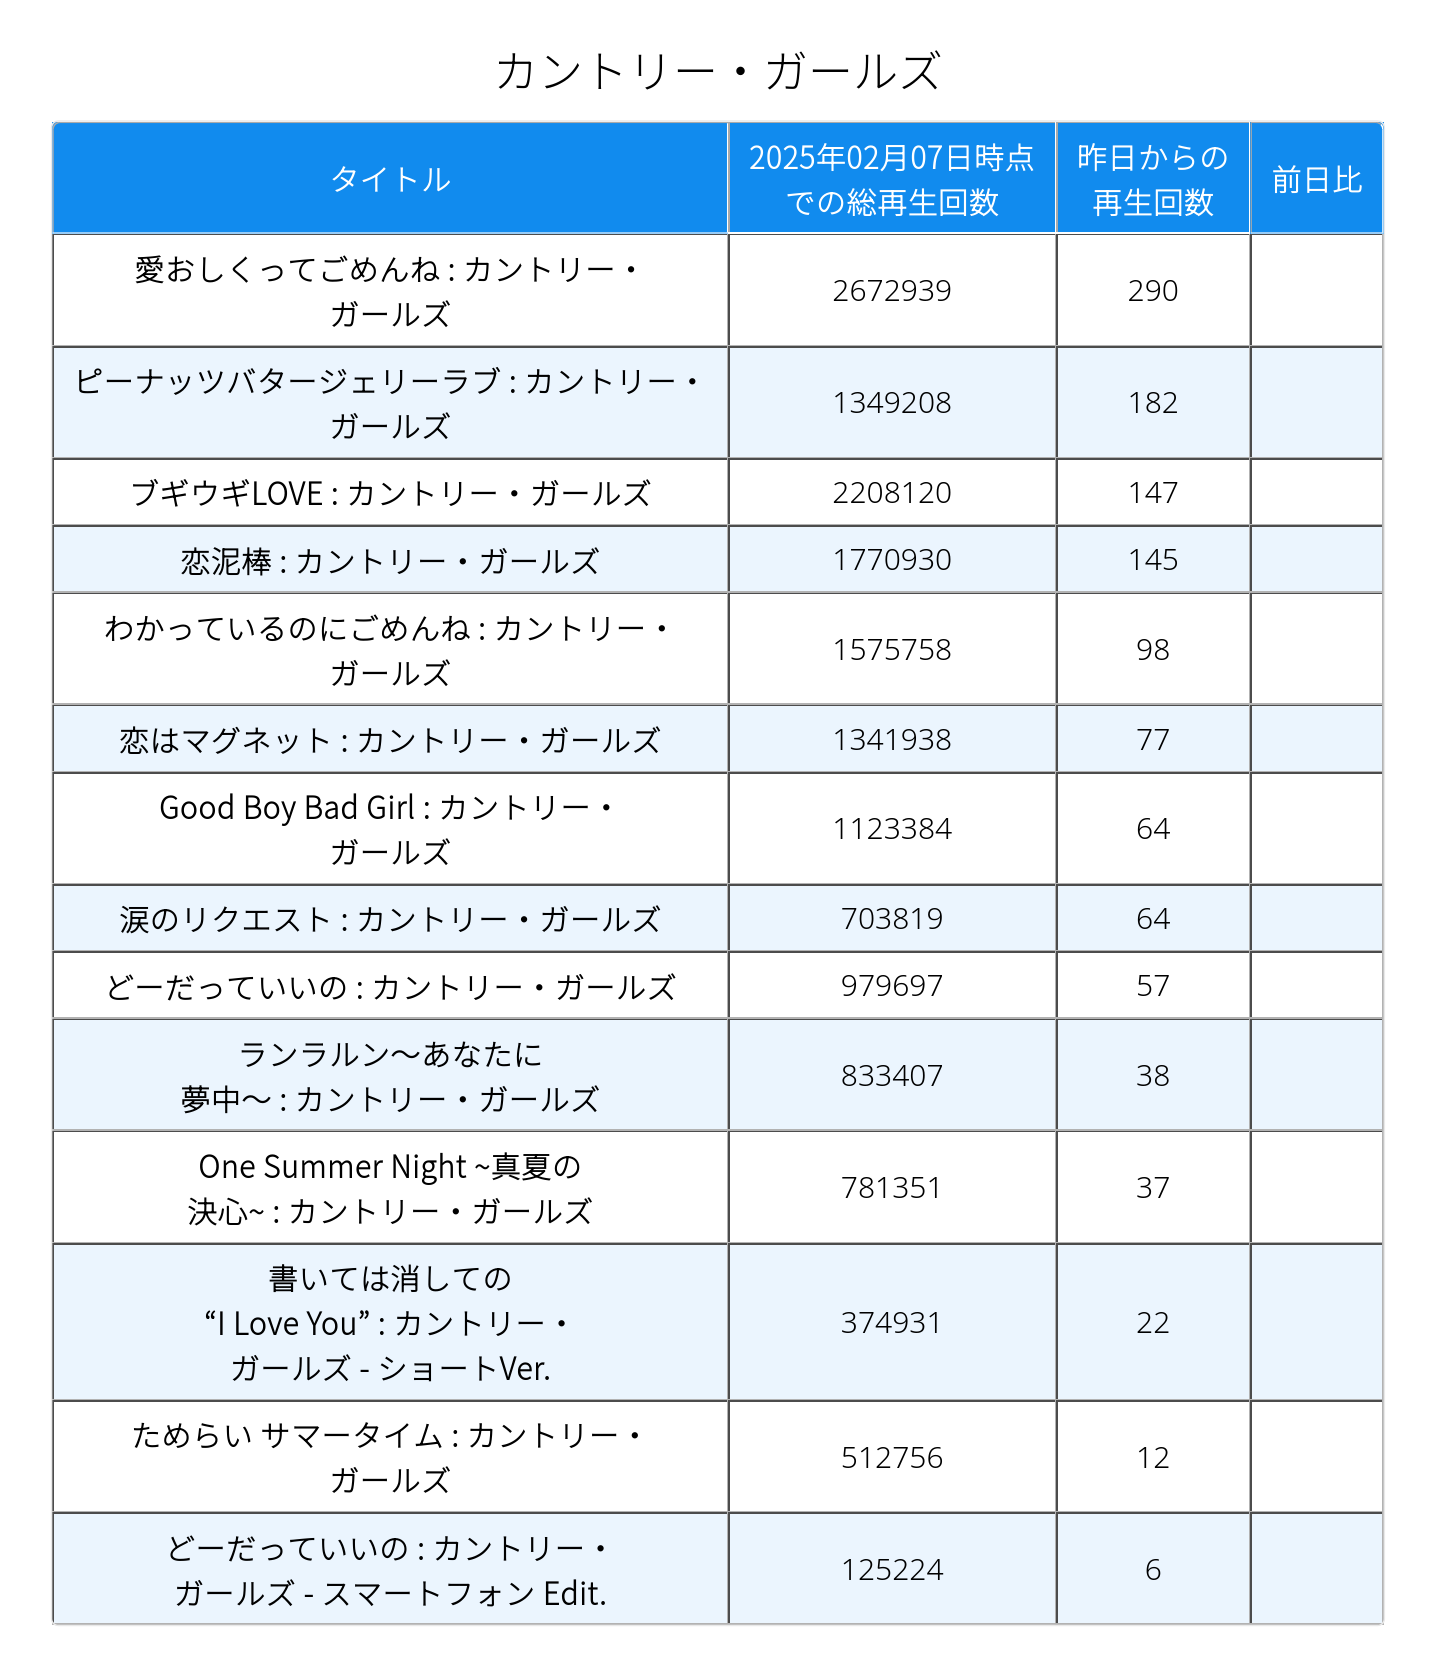 カントリー・ガールズ
タイトル
2025年02月07日時点
での総再生回数
昨日からの
再生回数
前日比
愛おしくってごめんね : カントリー・
ガールズ
2672939
290
ピーナッツバタージェリーラブ : カントリー・
ガールズ
1349208
182
ブギウギLOVE : カントリー・ガールズ
2208120
147
恋泥棒 : カントリー・ガールズ
1770930
145
わかっているのにごめんね : カントリー・
ガールズ
1575758
98
恋はマグネット : カントリー・ガールズ
1341938
77
Good Boy Bad Girl : カントリー・
ガールズ
1123384
64
涙のリクエスト : カントリー・ガールズ
703819
64
どーだっていいの : カントリー・ガールズ
979697
57
ランラルン〜あなたに
夢中〜 : カントリー・ガールズ
833407
38
One Summer Night ~真夏の
決心~ : カントリー・ガールズ
781351
37
書いては消しての
“I Love You” : カントリー・
ガールズ - ショートVer.
374931
22
ためらい サマータイム : カントリー・
ガールズ
512756
12
どーだっていいの : カントリー・
ガールズ - スマートフォン Edit.
125224
6